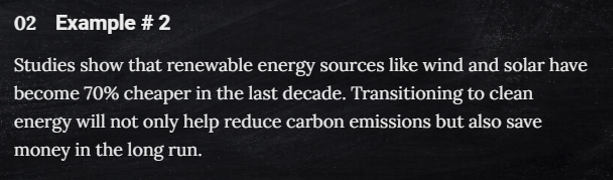 02 Example # 2
Studies show that renewable energy sources like wind and solar have
become 70% cheaper in the last decade. Transitioning to clean
energy will not only help reduce carbon emissions but also save
money in the long run.